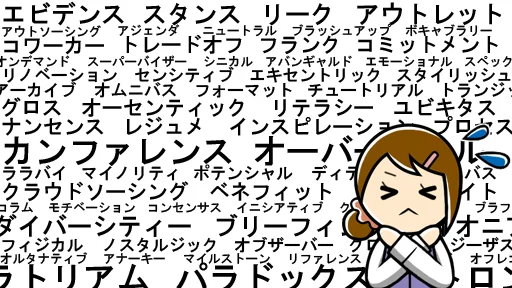 エビデンス スタンス リーク アウトレット
アウトソーシング アジェンダ ニュートラル ブラッシュアップ ボキャブラリー
コワーカー トレードオフ フランク コミットメント
オンデマンド スーパーバイザー シニカル アバンギャルド エモーショナル スペック
リノベーション センシティブ エキセントリック スタイリッシュ
アーカイブ オムニバス フォーマット チュートリアル トランジ
グロス オーセンティック リテラシー ユビキタス
ナンセンス レジュメ インスピレーション プロセス
カンファレンス オーバー ル
ララバイ マイノリティ ポテンシャル ディテ バス
クラウドソーシング ベネフィット イト
コラム モチベーション コンセンサス イニシアティブ ク ブラフ
ダイバーシティー ブリーフィ オニ
フィジカル ノスタルジック オブザーバー クロ ジーザス
オルタナティブ アナーキー マイルストーン リファレンス オフレ
ラトリアム パラドックス トロン